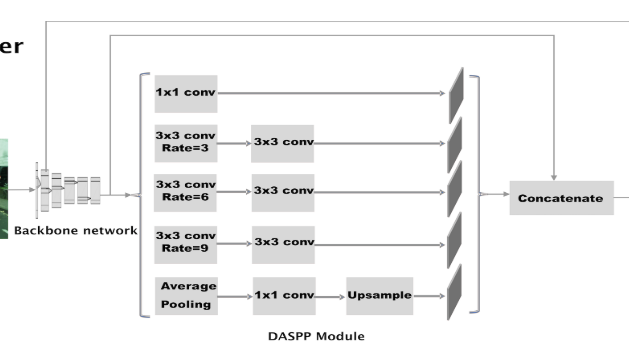 er
1x1 conv
3x3 conv
Rate=3
3x3 conv
3x3 conv
Rate=6
3x3 conv
Concatenate
Backbone network
3x3 conv
Rate=9
3x3 conv
Average
Pooling
1x1 conv
Upsample
DASPP Module